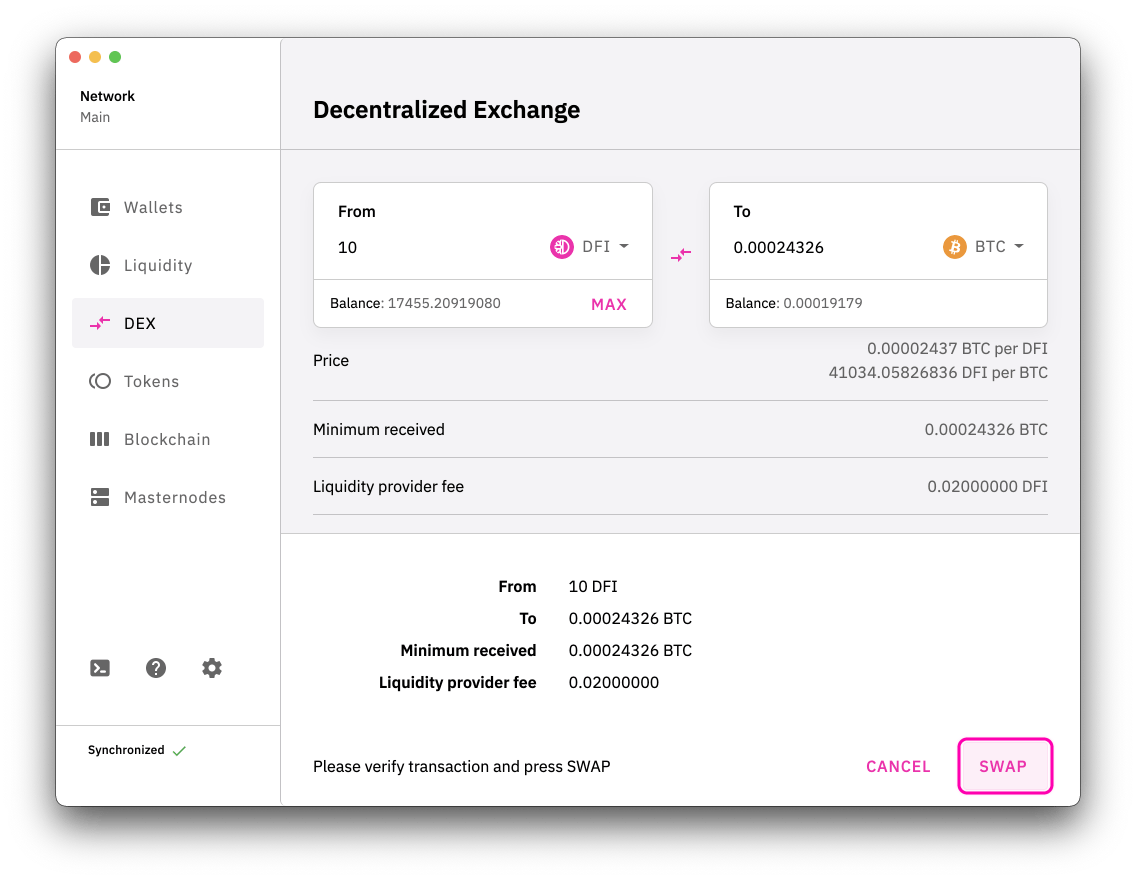 Network
Main
Wallets
Liquidity
DEX
Tokens
Blockchain
Masternodes
Synchronized
Decentralized Exchange
From
10 DFI
Balance: 17455.20919080 MAX
To
0.00024326 BTC
Balance: 0.00019179
Price
0.00002437 BTC per DFI
41034.05826836 DFI per BTC
Minimum received 0.00024326 BTC
Liquidity provider fee 0.02000000 DFI
From 10 DFI
To 0.00024326 BTC
Minimum received 0.00024326 BTC
Liquidity provider fee 0.02000000
Please verify transaction and press SWAP CANCEL SWAP